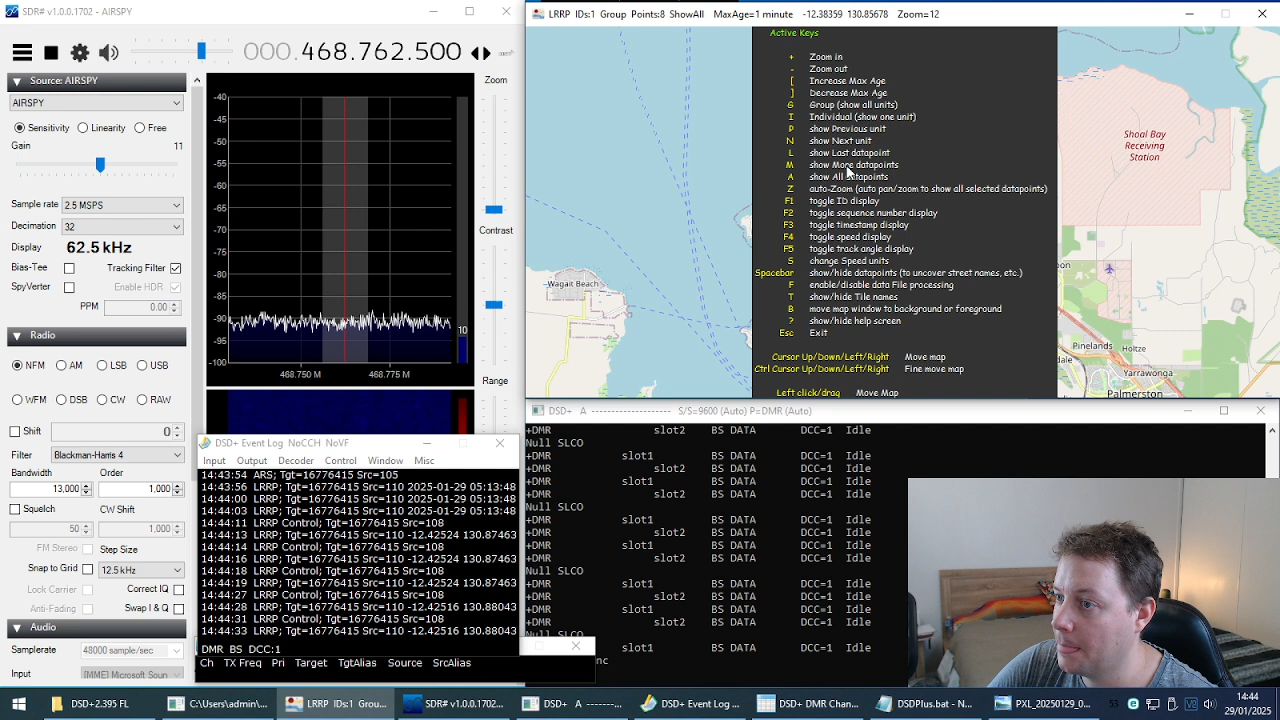 SDR# v1.0.0.1702 - AIRSPY
000.468.762.500
Source: AIRSPY
AIRSPY
Sensitivity Linearity Free
Gain 11
Sample rate 2.5 MSPS
Decimation 32
Display 62.5 kHz
Bias-Tee Tracking Filter
SpyVerter Enable HDR
PPM 0.00
Radio
NFM AM LSB USB
WFM DSB CW RAW
Shift 0
Filter Blackman-Harris 4
Bandwidth Order
13.000 1,000
Squelch CW Shift
50 1,000
FM Stereo Step Size
Snap to Grid 12.5 kHz
Lock Carrier Correct IQ
Anti-Fading Swap I & Q
Audio
Samplerate 48000 sample/sec
Input [MME] Microsoft Soun
-40
-45
-50
-55
-60
-65
-70
-75
-80
-85
-90
-95
-100
10
468.750 M 468.775 M
Zoom
Contrast
Range
LRRP IDs:1 Group Points:8 ShowAll MaxAge=1 minute -12.38359 130.85678 Zoom=12
Active Keys
+ Zoom in
- Zoom out
[ Increase Max Age
] Decrease Max Age
G Group (show all units)
I Individual (show one unit)
P show Previous unit
N show Next unit
L show Last datapoint
M show More datapoints
A show All datapoints
Z auto-Zoom (auto pan/zoom to show all selected datapoints)
F1 toggle ID display
F2 toggle sequence number display
F3 toggle timestamp display
F4 toggle speed display
F5 toggle track angle display
S change Speed units
Spacebar show/hide datapoints (to uncover street names, etc.)
F enable/disable data File processing
T show/hide Tile names
B move map window to background or foreground
? show/hide help screen
Esc Exit
Cursor Up/Down/Left/Right Move map
Ctrl Cursor Up/Down/Left/Right Fine move map
Left click/drag Move Map
Wagait Beach
Shoal Bay
Receiving
Station
Pinelands
Holtze
Yarrawonga
Palmerston
DSD+ Event Log NoCCH NoVF
Input Output Decoder Control Window Misc
14:43:54 ARS; Tgt=16776415 Src=105
14:43:56 LRRP; Tgt=16776415 Src=110 2025-01-29 05:13:48
14:44:00 LRRP; Tgt=16776415 Src=110 2025-01-29 05:13:48
14:44:03 LRRP; Tgt=16776415 Src=110 2025-01-29 05:13:48
14:44:11 LRRP Control; Tgt=16776415 Src=108
14:44:13 LRRP; Tgt=16776415 Src=110 -12.42524 130.87463
14:44:14 LRRP Control; Tgt=16776415 Src=108
14:44:16 LRRP; Tgt=16776415 Src=110 -12.42524 130.87463
14:44:19 LRRP; Tgt=16776415 Src=110 -12.42524 130.87463
14:44:27 LRRP Control; Tgt=16776415 Src=108
14:44:28 LRRP; Tgt=16776415 Src=110 -12.42516 130.88043
14:44:31 LRRP Control; Tgt=16776415 Src=108
14:44:33 LRRP; Tgt=16776415 Src=110 -12.42516 130.88043
DMR BS DCC:1
Ch TX Freq Pri Target TgtAlias Source SrcAlias
DSD+ A -------------------- S/S=9600 (Auto) P=DMR (Auto)
+DMR slot2 BS DATA DCC=1 Idle
Null SLCO
+DMR slot1 BS DATA DCC=1 Idle
+DMR slot2 BS DATA DCC=1 Idle
+DMR slot1 BS DATA DCC=1 Idle
+DMR slot2 BS DATA DCC=1 Idle
Null SLCO
+DMR slot1 BS DATA DCC=1 Idle
+DMR slot2 BS DATA DCC=1 Idle
+DMR slot1 BS DATA DCC=1 Idle
+DMR slot2 BS DATA DCC=1 Idle
Null SLCO
+DMR slot1 BS DATA DCC=1 Idle
+DMR slot2 BS DATA DCC=1 Idle
+DMR slot1 BS DATA DCC=1 Idle
+DMR slot2 BS DATA DCC=1 Idle
Null SLCO
slot1 BS DATA DCC=1 Idle
nc
DSD+2.395 FL
C:\Users\admin\...
LRRP IDs:1 Grou...
SDR# v1.0.0.1702...
DSD+ A -------...
DSD+ Event Log ...
DSD+ DMR Chan...
DSDPlus.bat - N...
PXL_20250129_0...
53
14:44
29/01/2025